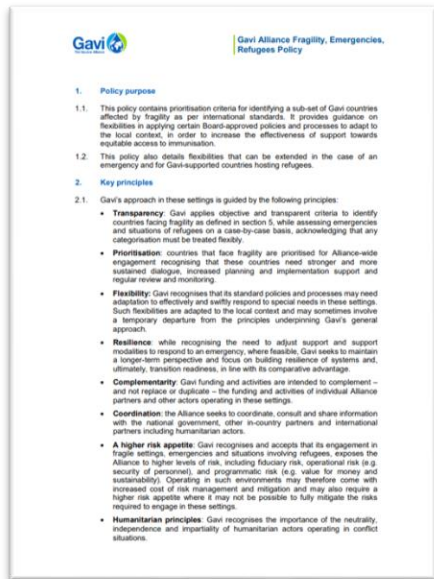 Gavi
Gavi Alliance Fragility, Emergencies,
Refugees Policy
1. Policy purpose
1.1. This policy contains prioritisation criteria for identifying a sub-set of Gavi countries
affected by fragility as per international standards. It provides guidance on
flexibilities in applying certain Board-approved policies and processes to adapt to
the local context, in order to increase the effectiveness of support towards
equitable access to immunisation.
1.2. This policy also details flexibilities that can be extended in the case of an
emergency and for Gavi-supported countries hosting refugees.
2. Key principles
2.1. Gavi's approach in these settings is guided by the following principles:
• Transparency: Gavi applies objective and transparent criteria to identify
countries facing fragility as defined in section 5, while assessing emergencies
and situations of refugees on a case-by-case basis, acknowledging that any
categorisation must be treated flexibly.
• Prioritisation: countries that face fragility are prioritised for Alliance-wide
engagement recognising that these countries need stronger and more
sustained dialogue, increased planning and implementation support and
regular review and monitoring.
• Flexibility: Gavi recognises that its standard policies and processes may need
adaptation to effectively and swiftly respond to special needs in these settings.
Such flexibilities are adapted to the local context and may sometimes involve
a temporary departure from the principles underpinning Gavi's general
approach.
• Resilience: while recognising the need to adjust support and support
modalities to respond to an emergency, where feasible, Gavi seeks to maintain
a longer-term perspective and focus on building resilience of systems and,
ultimately, transition readiness, in line with its comparative advantage.
• Complementarity: Gavi funding and activities are intended to complement –
and not replace or duplicate – the funding and activities of individual Alliance
partners and other actors operating in these settings.
• Coordination: the Alliance seeks to coordinate, consult and share information
with the national government, other in-country partners and international
partners including humanitarian actors.
• A higher risk appetite: Gavi recognises and accepts that its engagement in
fragile settings, emergencies and situations involving refugees, exposes the
Alliance to higher levels of risk, including fiduciary risk, operational risk (e.g.
security of personnel), and programmatic risk (e.g. value for money and
sustainability). Operating in such environments may therefore come with
increased cost of risk management and mitigation and may also require a
higher risk appetite where it may not be possible to fully mitigate the risks
required to engage in these settings.
• Humanitarian principles: Gavi recognises the importance of the neutrality,
independence and impartiality of humanitarian actors operating in conflict
situations.